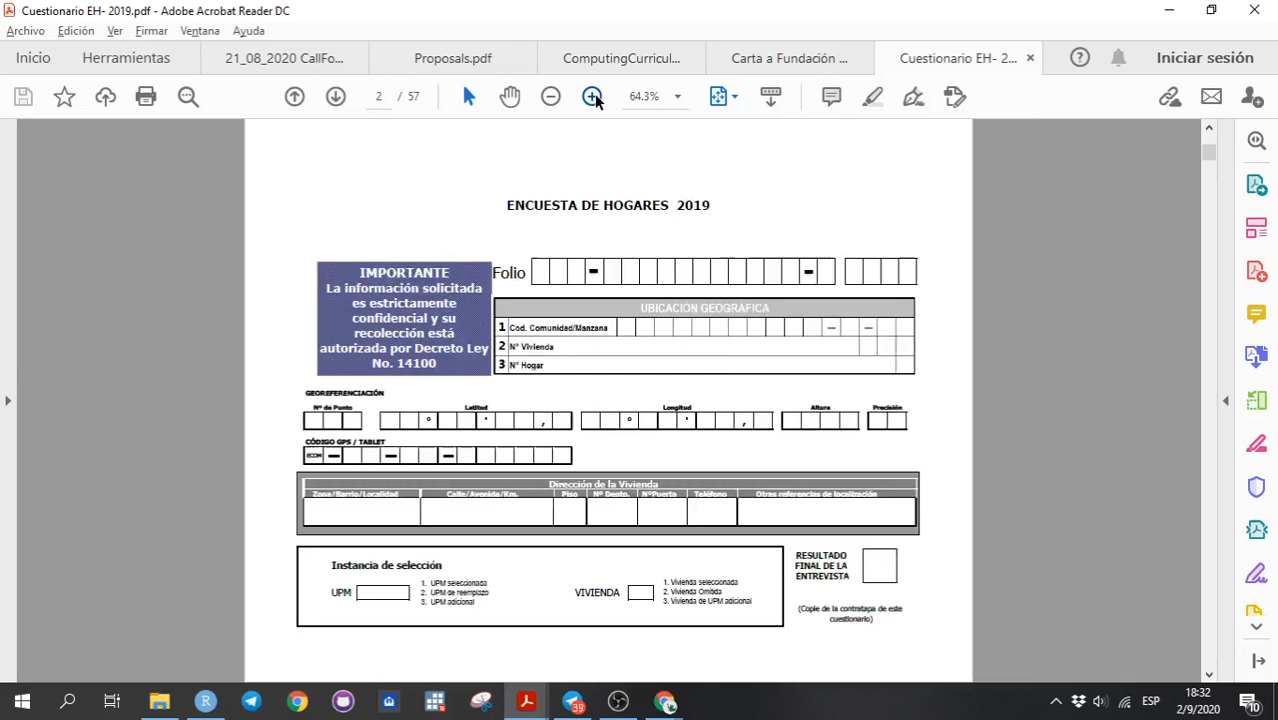 Cuestionario EH- 2019.pdf - Adobe Acrobat Reader DC
Archivo Edición Ver Firmar Ventana Ayuda
Inicio Herramientas 21_08_2020 CallFo... Proposals.pdf ComputingCurricul... Carta a Fundación ... Cuestionario EH- 2... × Iniciar sesión
2 / 57 64.3%
ENCUESTA DE HOGARES 2019
IMPORTANTE
La información solicitada
es estrictamente
confidencial y su
recolección está
autorizada por Decreto Ley
No. 14100
Folio
UBICACIÓN GEOGRÁFICA
1 Cod. Comunidad/Manzana
2 N° Vivienda
3 N° Hogar
GEOREFERENCIACIÓN
Nº de Punto Latitud Longitud Altura Precisión
CÓDIGO GPS / TABLET
ECOM
Dirección de la Vivienda
Zona/Barrio/Localidad Calle/Avenida/Km. Piso Nº Depto. NºPuerta Teléfono Otras referencias de localización
Instancia de selección
UPM
1. UPM seleccionada
2. UPM de reemplazo
3. UPM adicional
VIVIENDA
1. Vivienda seleccionada
2. Vivienda Omitida
3. Vivienda de UPM adicional
RESULTADO
FINAL DE LA
ENTREVISTA
(Copie de la contratapa de este
cuestionario)
39
ESP
18:32
2/9/2020
10